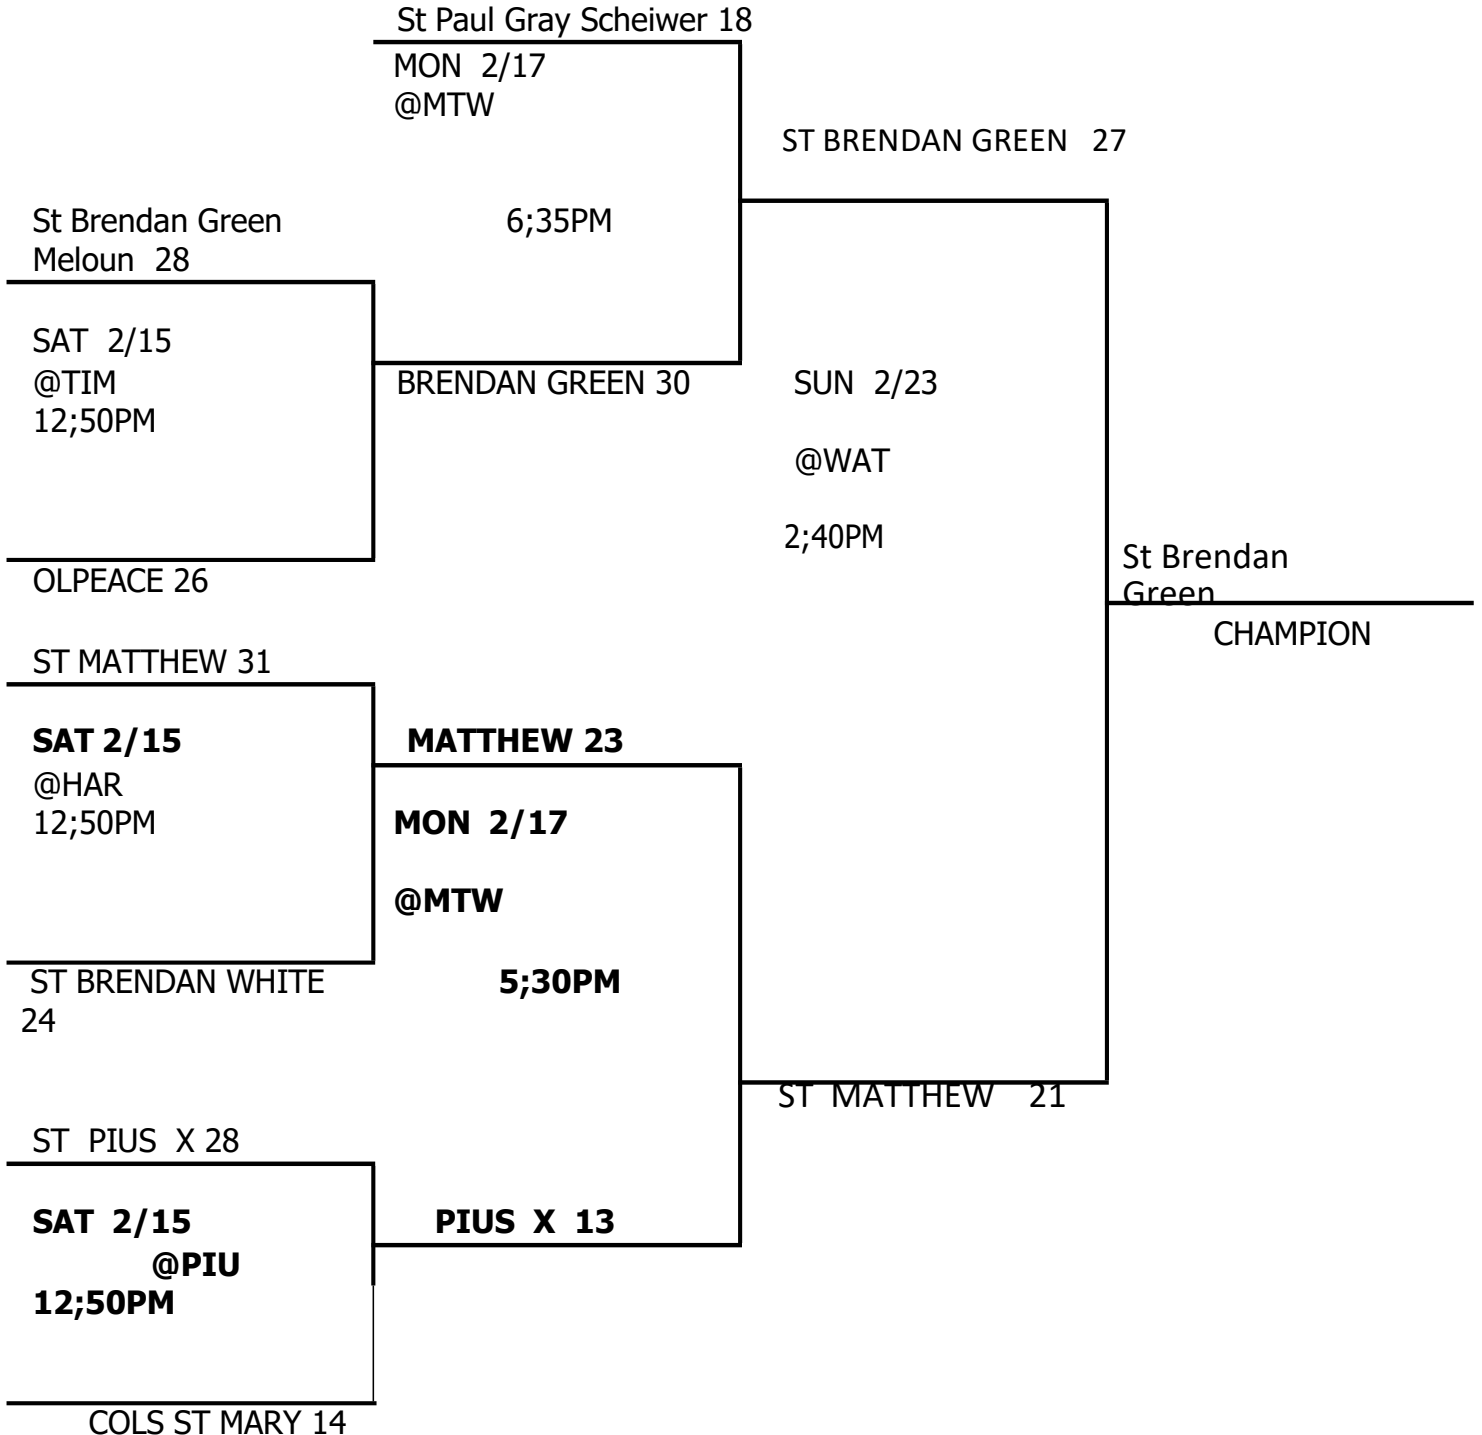 St Paul Gray Scheiwer 18
MON 2/17
@MTW
ST BRENDAN GREEN 27
St Brendan Green
Meloun 28
6;35PM
SAT 2/15
@TIM
12;50PM
BRENDAN GREEN 30
SUN 2/23
@WAT
2;40PM
OLPEACE 26
St Brendan
Green
CHAMPION
ST MATTHEW 31
SAT 2/15
@HAR
12;50PM
MATTHEW 23
MON 2/17
@MTW
5;30PM
ST BRENDAN WHITE
24
ST MATTHEW 21
ST PIUS X 28
SAT 2/15
@PIU
12;50PM
PIUS X 13
COLS ST MARY 14